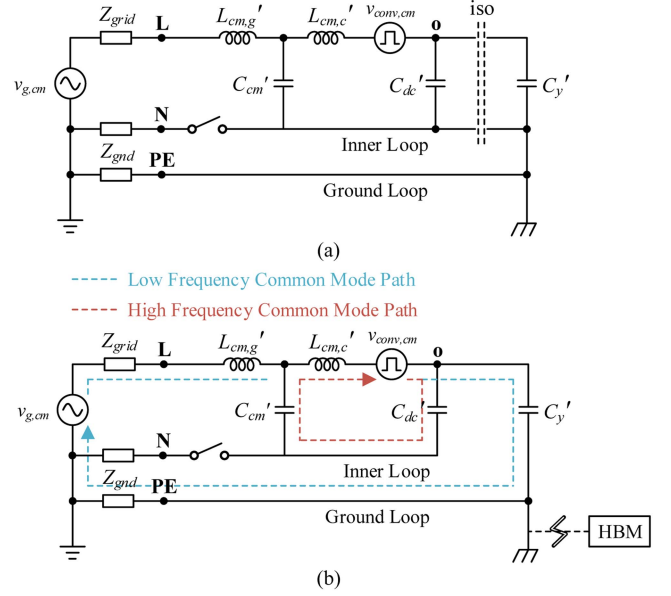 Z_grid L L_cm,g′ L_cm,c′ v_conv,cm o iso
v_g,cm C_cm′ C_dc′ C_y′
N
Inner Loop
Z_gnd PE
Ground Loop
(a)
Low Frequency Common Mode Path
High Frequency Common Mode Path
Z_grid L L_cm,g′ L_cm,c′ v_conv,cm o
v_g,cm C_cm′ C_dc′ C_y′
N
Inner Loop
Z_gnd PE
Ground Loop
HBM
(b)